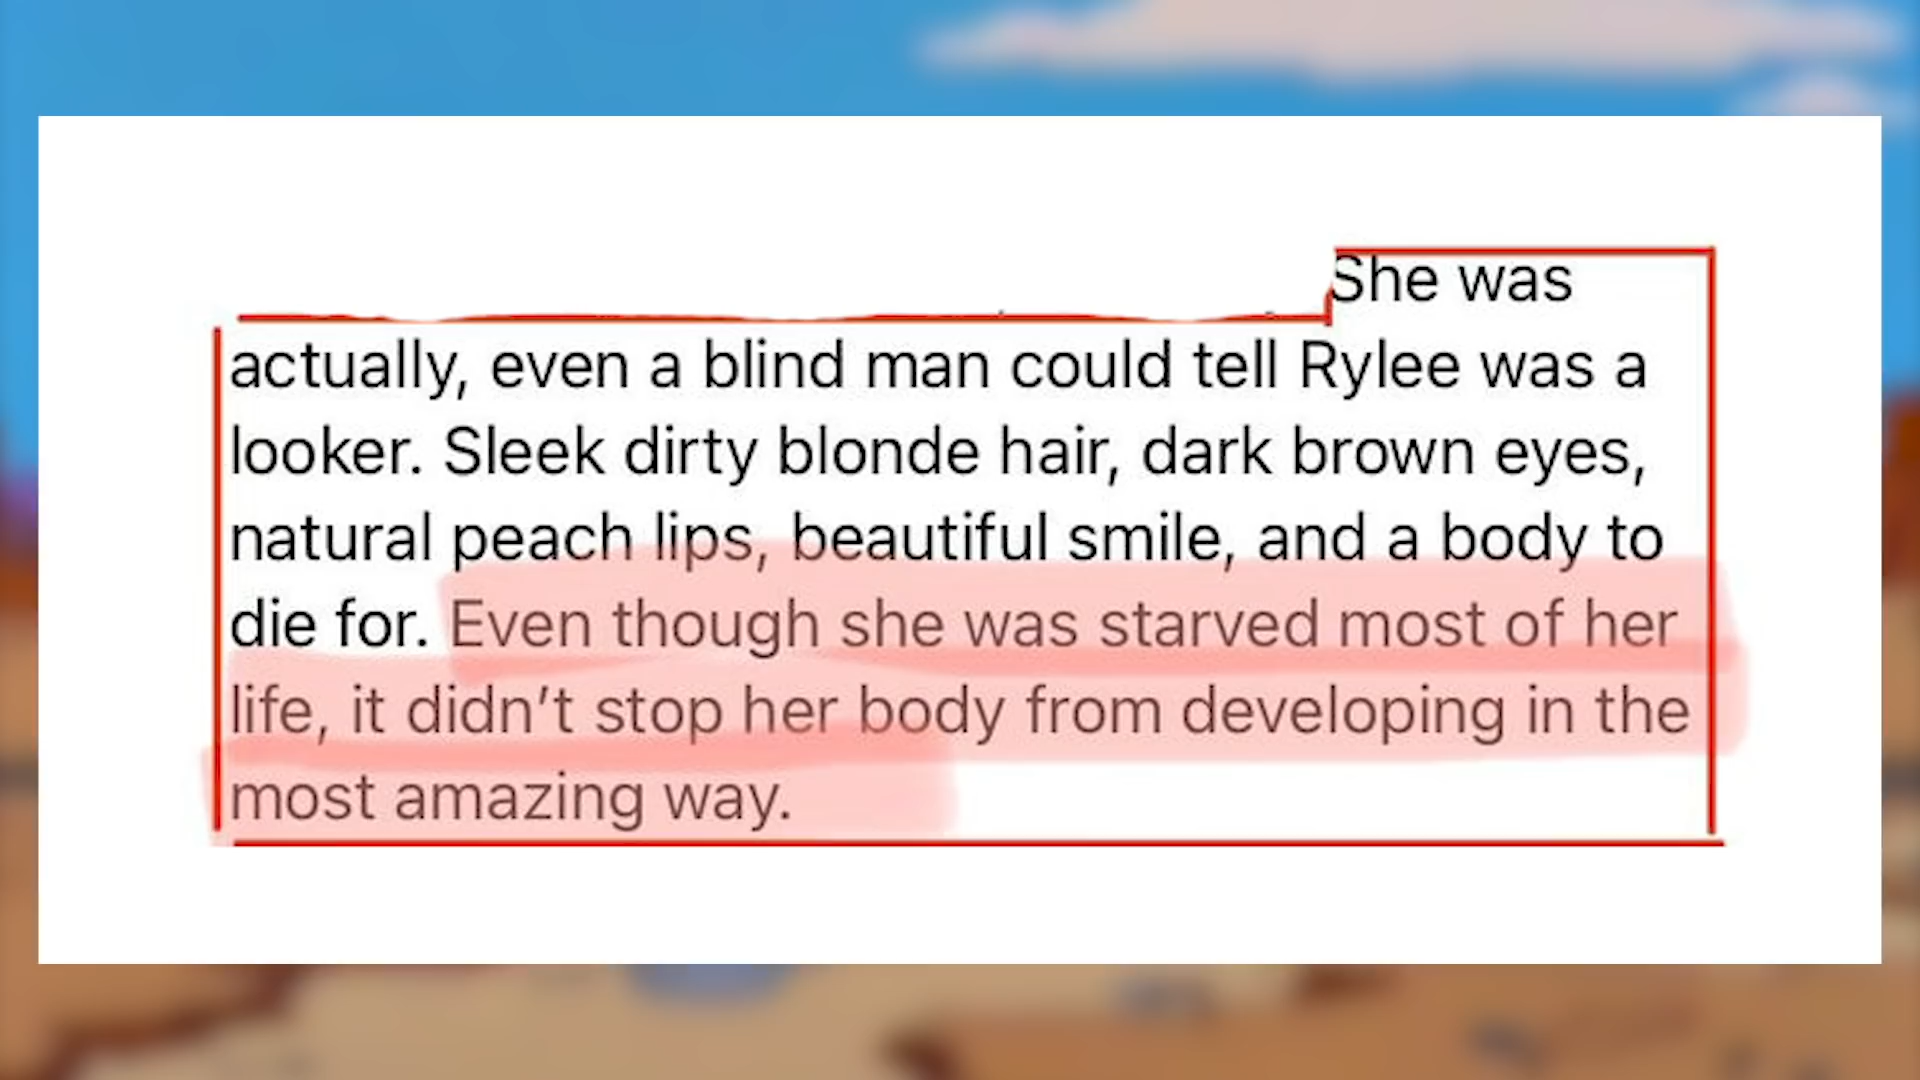 She was
actually, even a blind man could tell Rylee was a
looker. Sleek dirty blonde hair, dark brown eyes,
natural peach lips, beautiful smile, and a body to
die for. Even though she was starved most of her
life, it didn’t stop her body from developing in the
most amazing way.